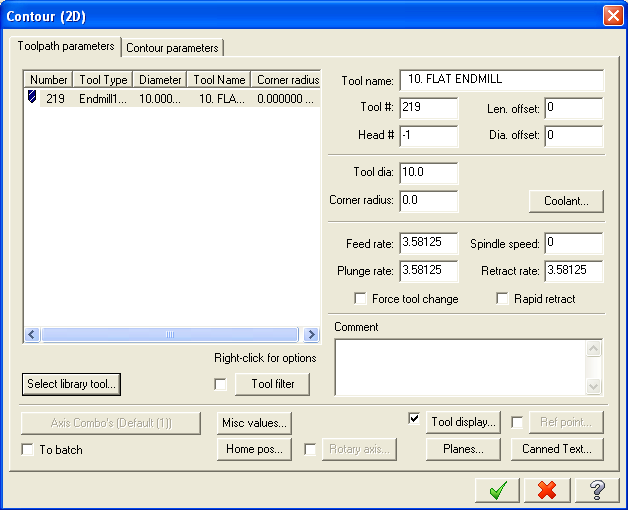 Contour (2D)
Toolpath parameters
Contour parameters
Number Tool Type Diameter Tool Name Corner radius
219 Endmill1... 10.000... 10. FLA... 0.000000 ...
Right-click for options
Select library tool...
Tool filter
Tool name: 10. FLAT ENDMILL
Tool #: 219 Len. offset: 0
Head # -1 Dia. offset: 0
Tool dia: 10.0
Corner radius: 0.0
Coolant...
Feed rate: 3.58125 Spindle speed: 0
Plunge rate: 3.58125 Retract rate: 3.58125
Force tool change Rapid retract
Comment
Axis Combo's (Default (1)) Misc values... Tool display... Ref point...
To batch Home pos... Rotary axis... Planes... Canned Text...